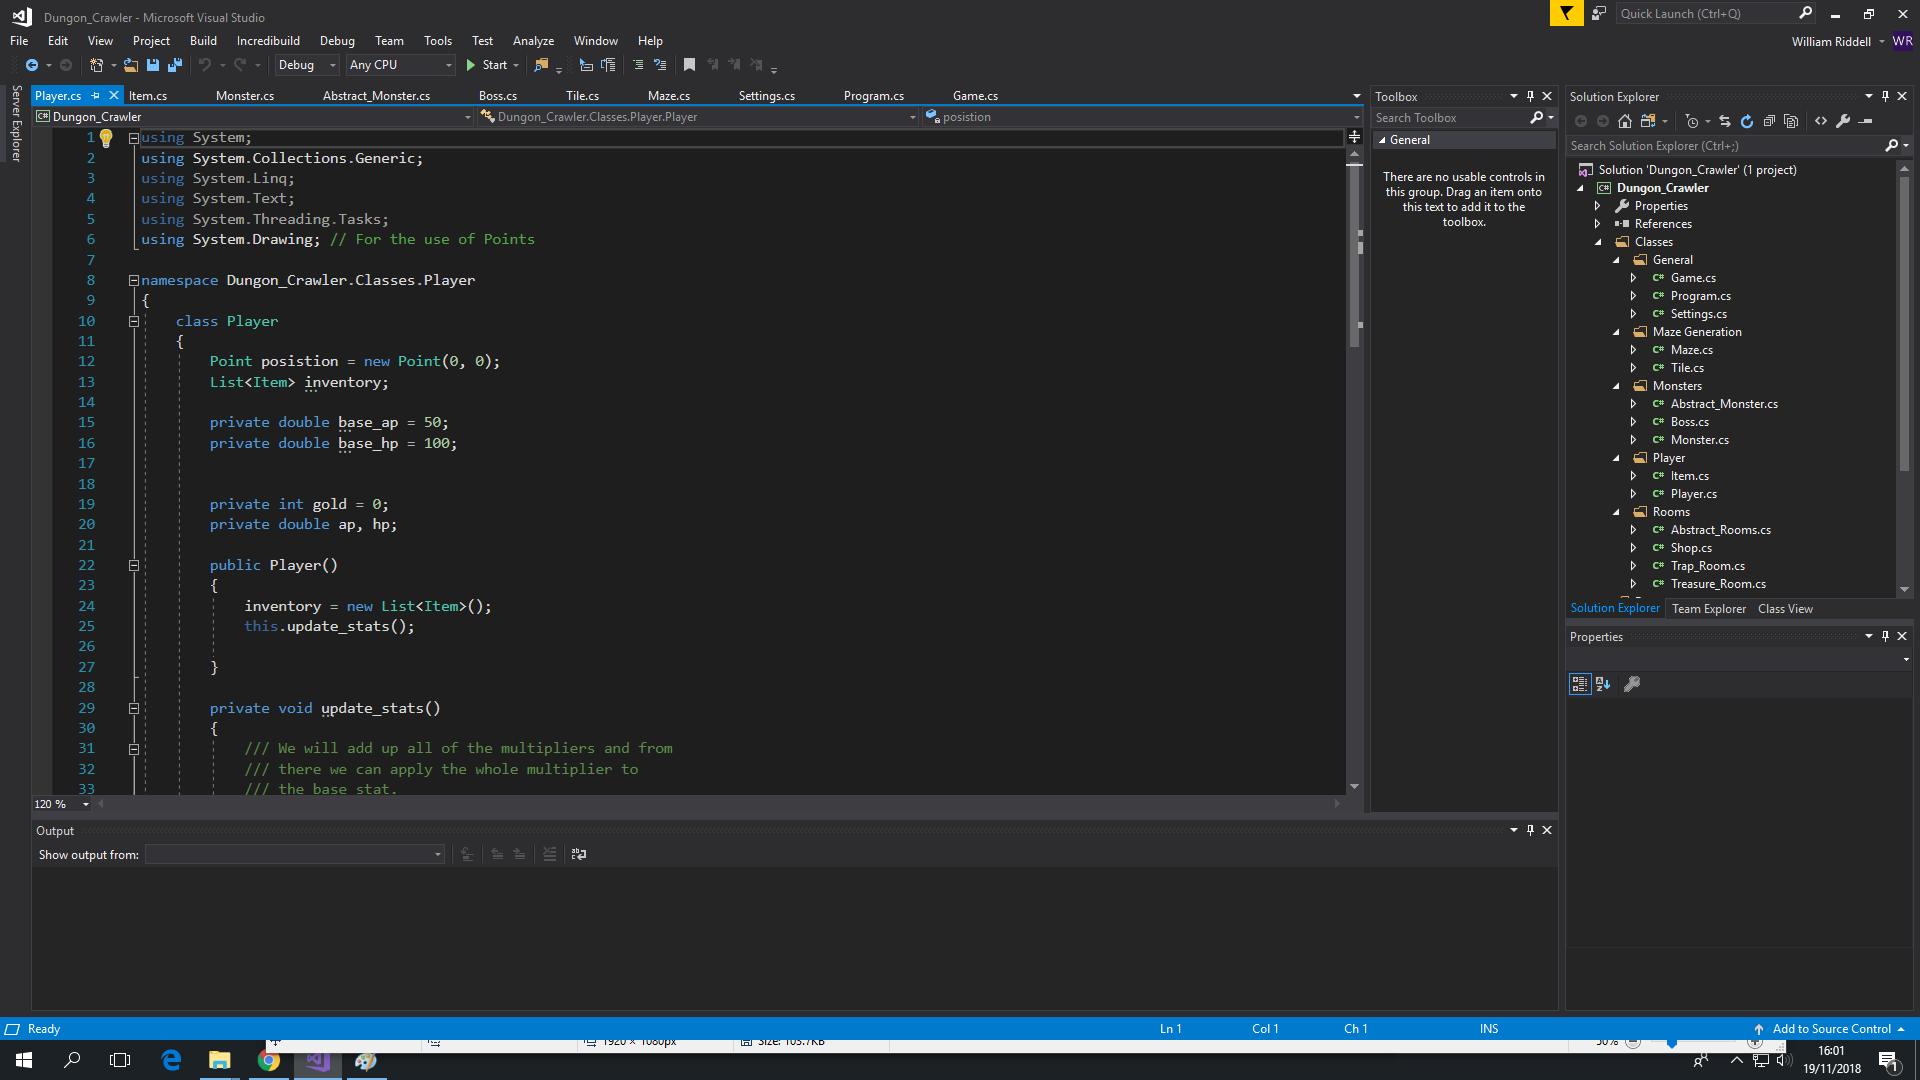 Dungon_Crawler - Microsoft Visual Studio
Quick Launch (Ctrl+Q)
File Edit View Project Build Incredibuild Debug Team Tools Test Analyze Window Help
William Riddell WR
Debug Any CPU Start
Server Explorer
Player.cs Item.cs Monster.cs Abstract_Monster.cs Boss.cs Tile.cs Maze.cs Settings.cs Program.cs Game.cs
C# Dungon_Crawler Dungon_Crawler.Classes.Player.Player posistion
1 using System;
2 using System.Collections.Generic;
3 using System.Linq;
4 using System.Text;
5 using System.Threading.Tasks;
6 using System.Drawing; // For the use of Points
7
8 namespace Dungon_Crawler.Classes.Player
9 {
10 class Player
11 {
12 Point posistion = new Point(0, 0);
13 List<Item> inventory;
14
15 private double base_ap = 50;
16 private double base_hp = 100;
17
18
19 private int gold = 0;
20 private double ap, hp;
21
22 public Player()
23 {
24 inventory = new List<Item>();
25 this.update_stats();
26
27 }
28
29 private void update_stats()
30 {
31 /// We will add up all of the multipliers and from
32 /// there we can apply the whole multiplier to
33 /// the base stat.
120 %
Toolbox
Search Toolbox
General
There are no usable controls in
this group. Drag an item onto
this text to add it to the
toolbox.
Solution Explorer
Search Solution Explorer (Ctrl+;)
Solution 'Dungon_Crawler' (1 project)
C# Dungon_Crawler
Properties
References
Classes
General
C# Game.cs
C# Program.cs
C# Settings.cs
Maze Generation
C# Maze.cs
C# Tile.cs
Monsters
C# Abstract_Monster.cs
C# Boss.cs
C# Monster.cs
Player
C# Item.cs
C# Player.cs
Rooms
C# Abstract_Rooms.cs
C# Shop.cs
C# Trap_Room.cs
C# Treasure_Room.cs
Solution Explorer Team Explorer Class View
Properties
Output
Show output from:
Ready Ln 1 Col 1 Ch 1 INS Add to Source Control
1920 × 1080px Size: 105.7KB 50%
16:01
19/11/2018
1